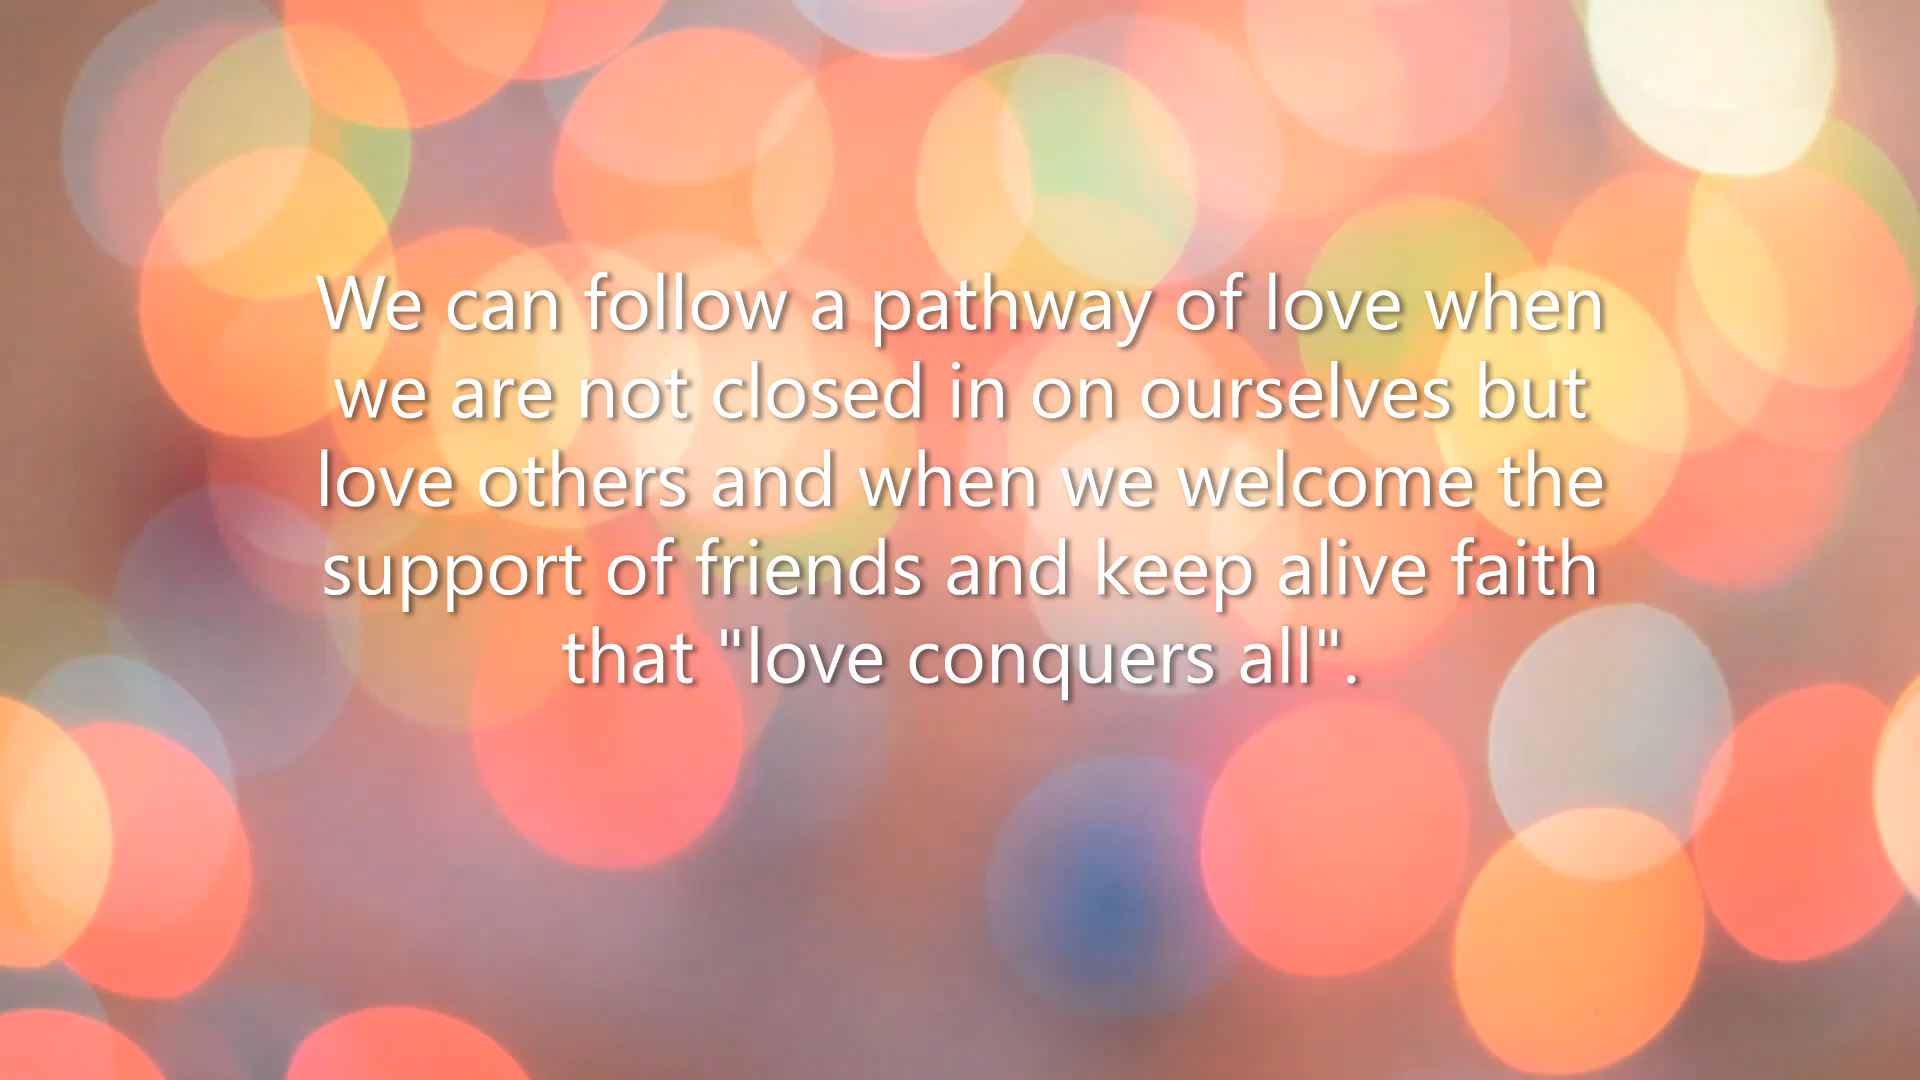 We can follow a pathway of love when
we are not closed in on ourselves but
love others and when we welcome the
support of friends and keep alive faith
that "love conquers all".